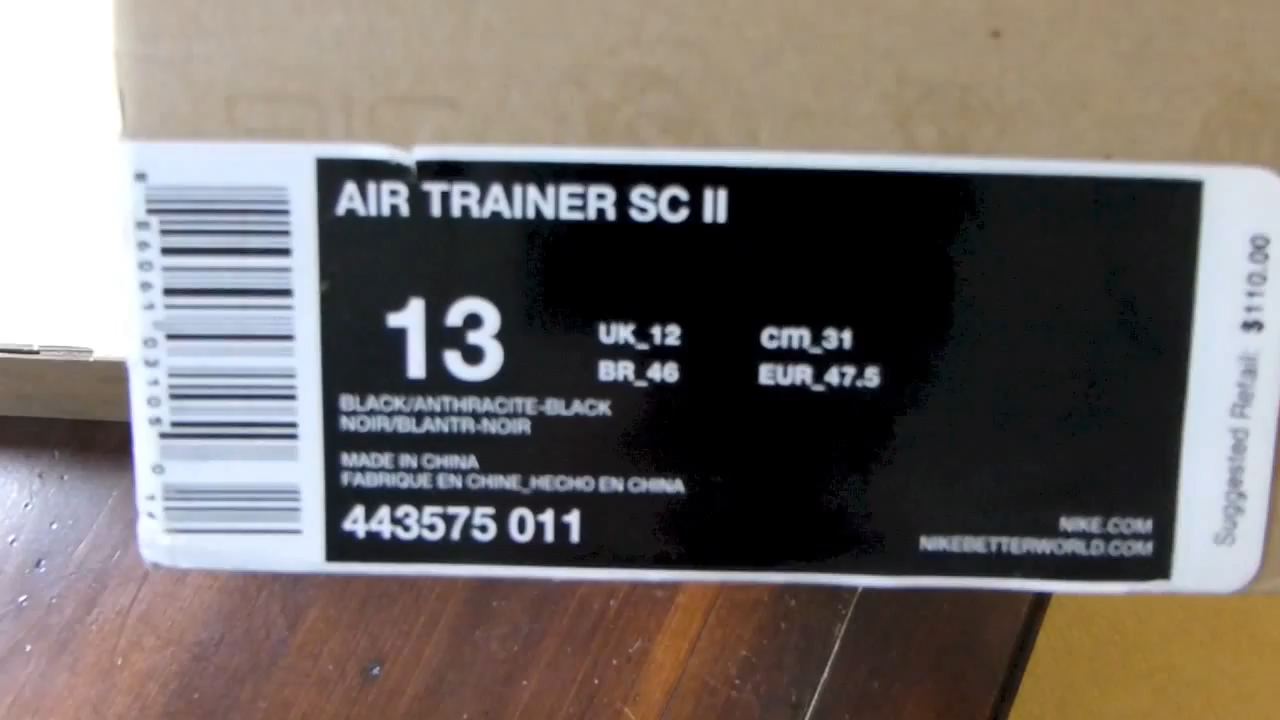 AIR TRAINER SC II
13
UK_12 cm_31
BR_46 EUR_47.5
BLACK/ANTHRACITE-BLACK
NOIR/BLANTR-NOIR
MADE IN CHINA
FABRIQUE EN CHINE_HECHO EN CHINA
443575 011
NIKE.COM
NIKEBETTERWORLD.COM
Suggested Retail: $110.00